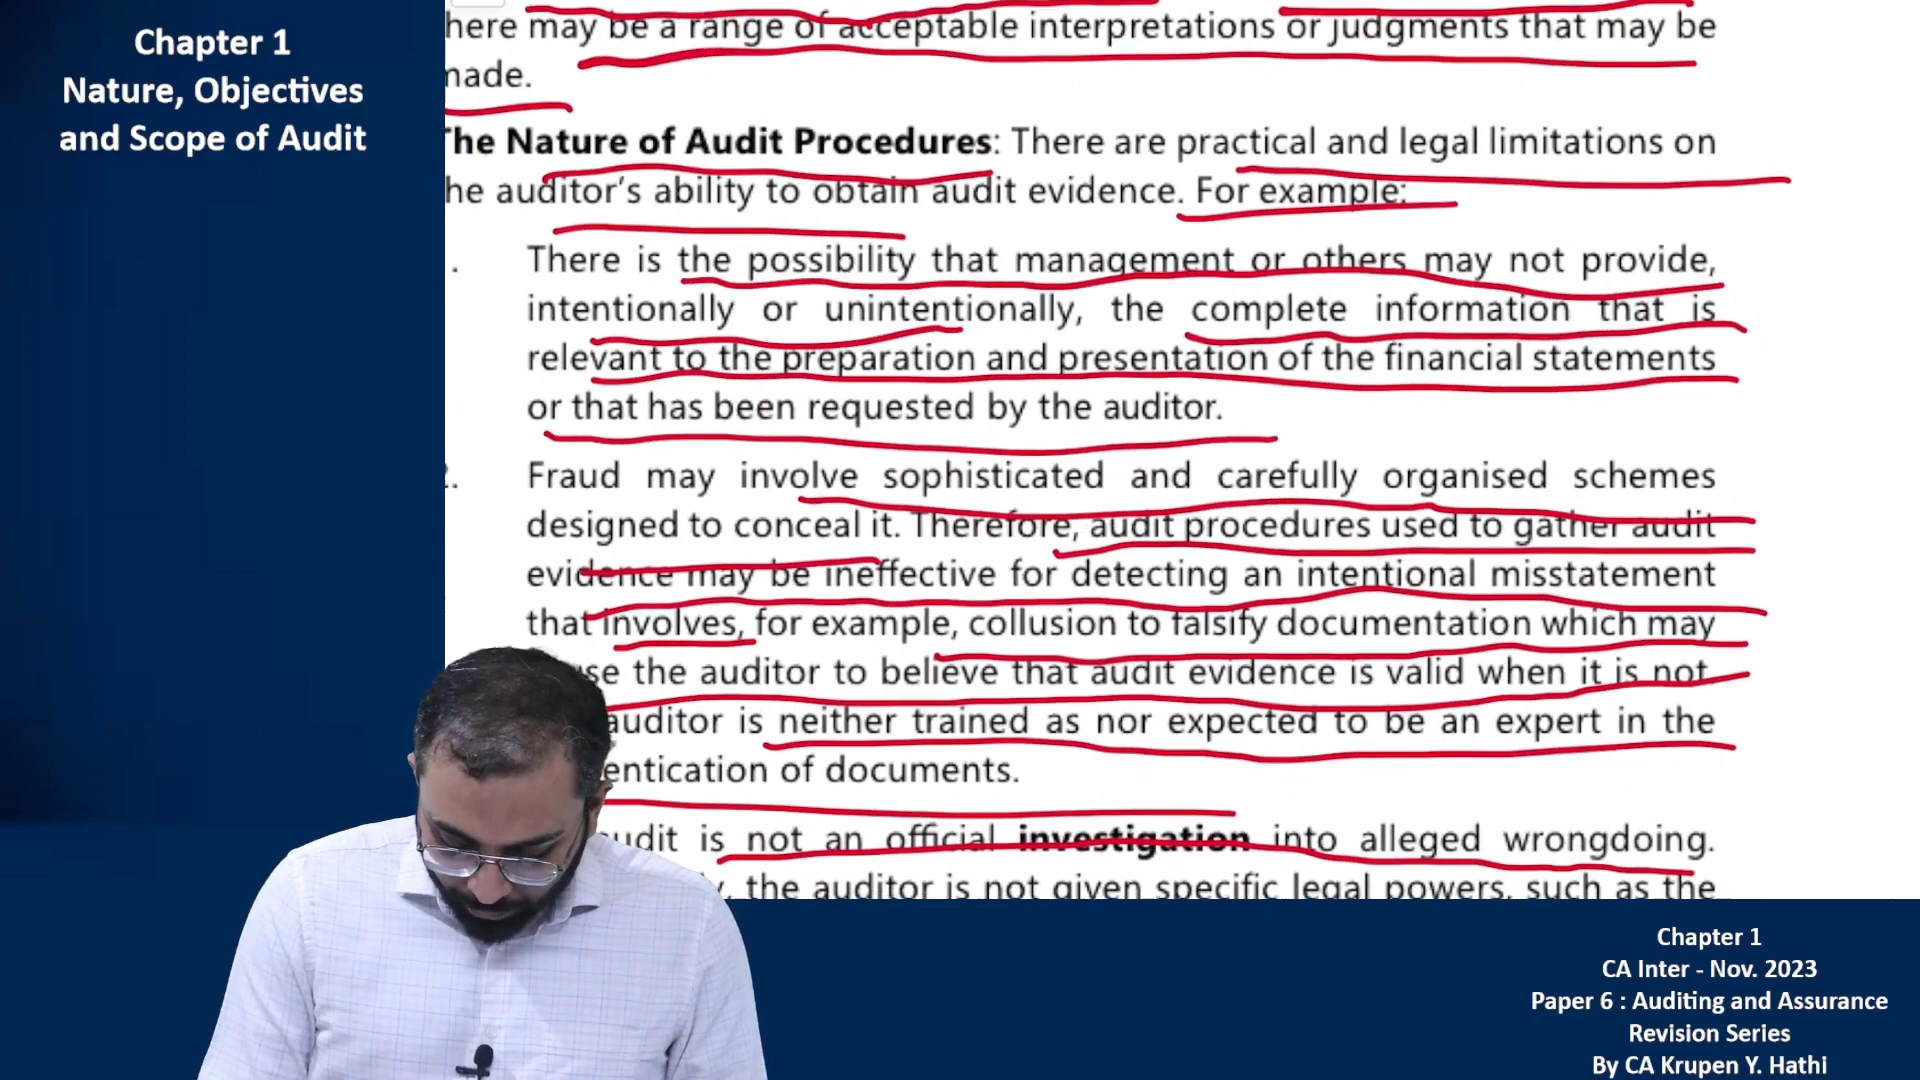 Chapter 1
Nature, Objectives
and Scope of Audit
here may be a range of acceptable interpretations or judgments that may be
made.
The Nature of Audit Procedures: There are practical and legal limitations on
he auditor's ability to obtain audit evidence. For example:
. There is the possibility that management or others may not provide,
intentionally or unintentionally, the complete information that is
relevant to the preparation and presentation of the financial statements
or that has been requested by the auditor.
2. Fraud may involve sophisticated and carefully organised schemes
designed to conceal it. Therefore, audit procedures used to gather audit
evidence may be ineffective for detecting an intentional misstatement
that involves, for example, collusion to falsify documentation which may
se the auditor to believe that audit evidence is valid when it is not.
auditor is neither trained as nor expected to be an expert in the
entication of documents.
udit is not an official investigation into alleged wrongdoing.
y, the auditor is not given specific legal powers, such as the
Chapter 1
CA Inter - Nov. 2023
Paper 6 : Auditing and Assurance
Revision Series
By CA Krupen Y. Hathi